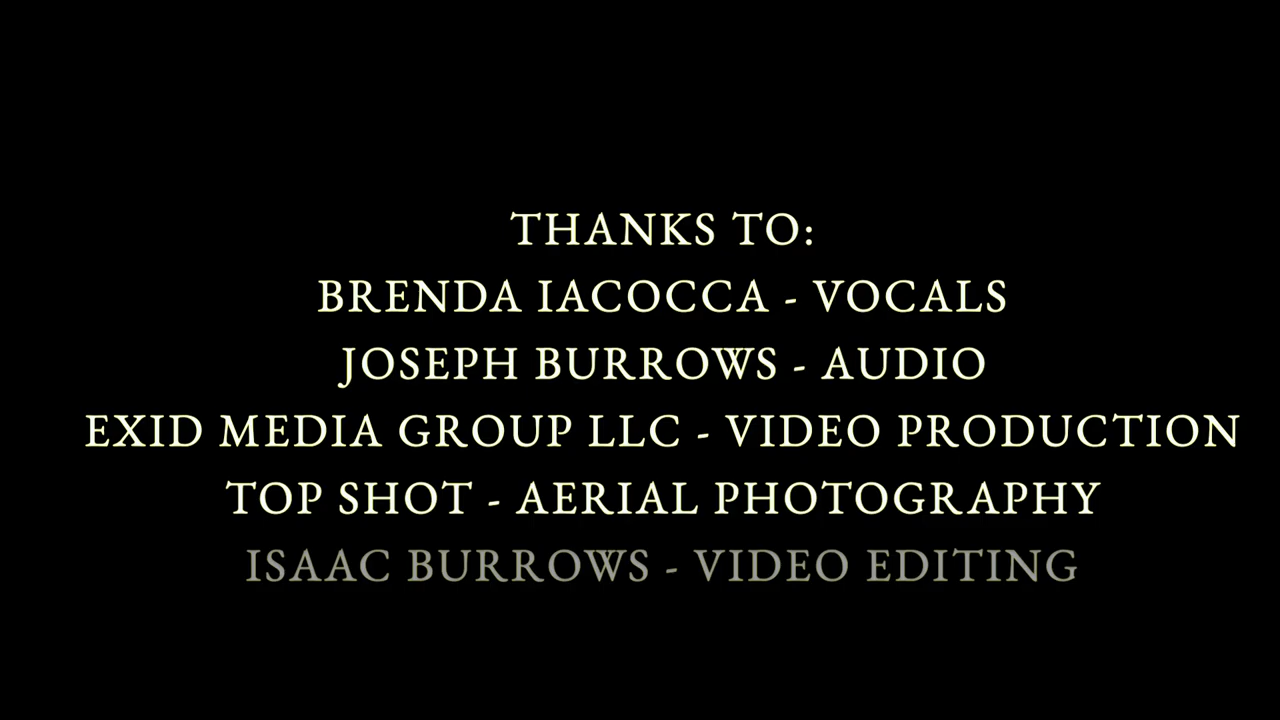 THANKS TO:
BRENDA IACOCCA - VOCALS
JOSEPH BURROWS - AUDIO
EXID MEDIA GROUP LLC - VIDEO PRODUCTION
TOP SHOT - AERIAL PHOTOGRAPHY
ISAAC BURROWS - VIDEO EDITING